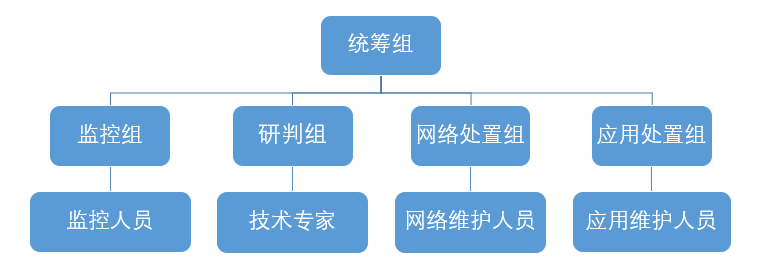 统筹组
监控组
研判组
网络处置组
应用处置组
监控人员
技术专家
网络维护人员
应用维护人员